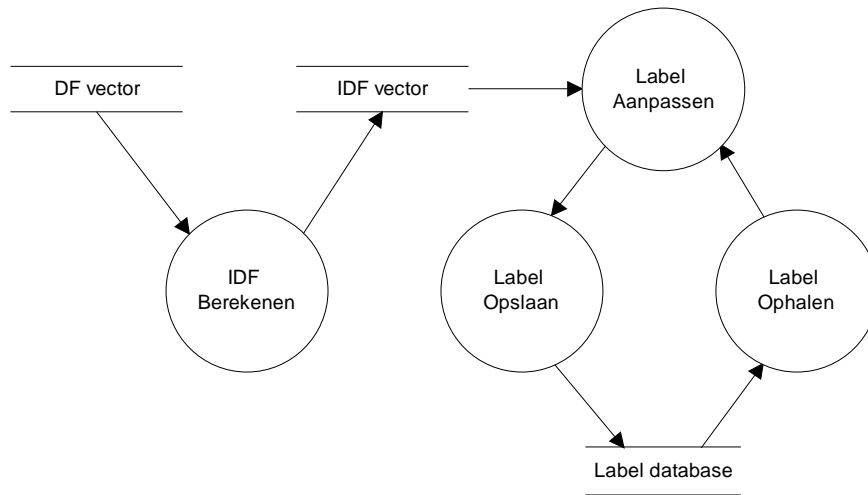 DF vector
IDF vector
Label
Aanpassen
IDF
Berekenen
Label
Opslaan
Label
Ophalen
Label database